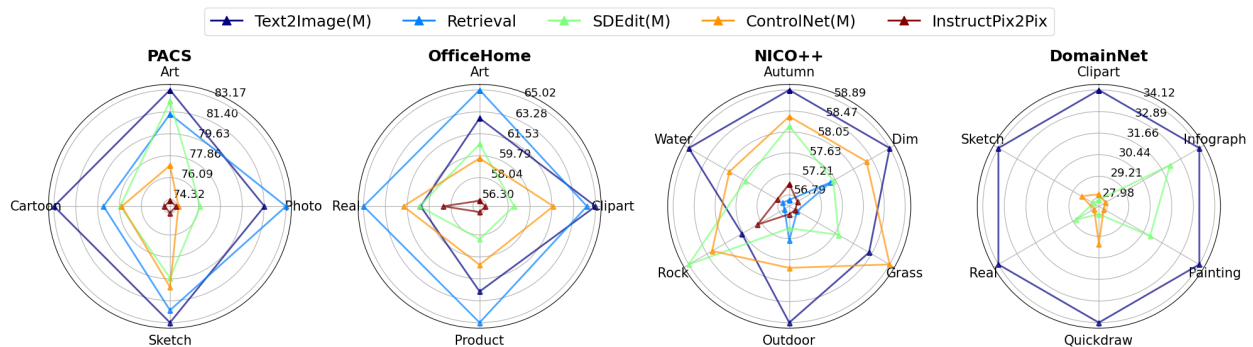 Text2Image(M) Retrieval SDEdit(M) ControlNet(M) InstructPix2Pix
PACS
Art
83.17
81.40
79.63
77.86
76.09
74.32
Cartoon
Photo
Sketch
OfficeHome
Art
65.02
63.28
61.53
59.79
58.04
56.30
Real
Clipart
Product
NICO++
Autumn
58.89
58.47
58.05
57.63
57.21
56.79
Water
Dim
Rock
Grass
Outdoor
DomainNet
Clipart
34.12
32.89
31.66
30.44
29.21
27.98
Sketch
Infograph
Real
Painting
Quickdraw